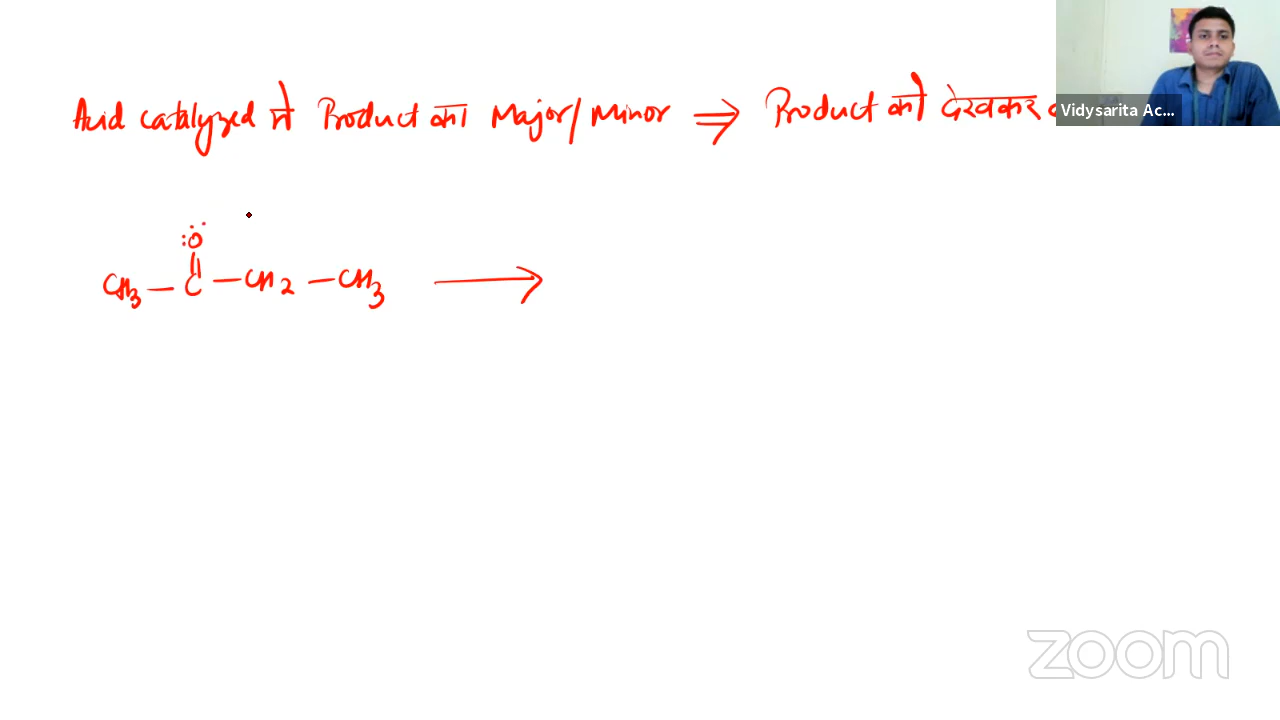 Acid catalyzed में Product का Major/Minor ⇒ Product को देखकर
Vidysarita Ac...
:Ö
||
CH3 — C — CH2 — CH3 ⟶
zoom